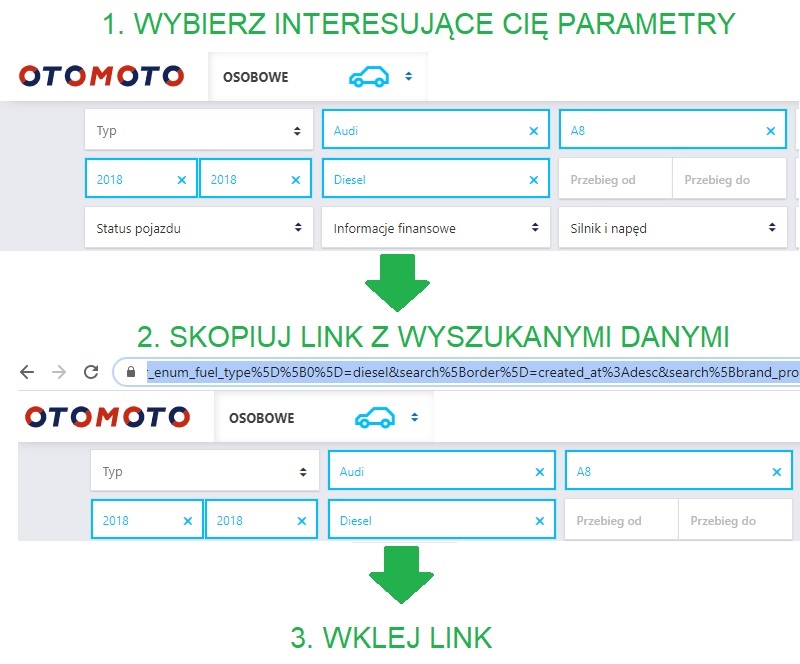 1. WYBIERZ INTERESUJĄCE CIĘ PARAMETRY
OTOMOTO OSOBOWE
Typ Audi A8
2018 2018 Diesel Przebieg od Przebieg do
Status pojazdu Informacje finansowe Silnik i napęd
2. SKOPIUJ LINK Z WYSZUKANYMI DANYMI
r_enum_fuel_type%5D%5B0%5D=diesel&search%5Border%5D=created_at%3Adesc&search%5Bbrand_pro
OTOMOTO OSOBOWE
Typ Audi A8
2018 2018 Diesel Przebieg od Przebieg do
3. WKLEJ LINK